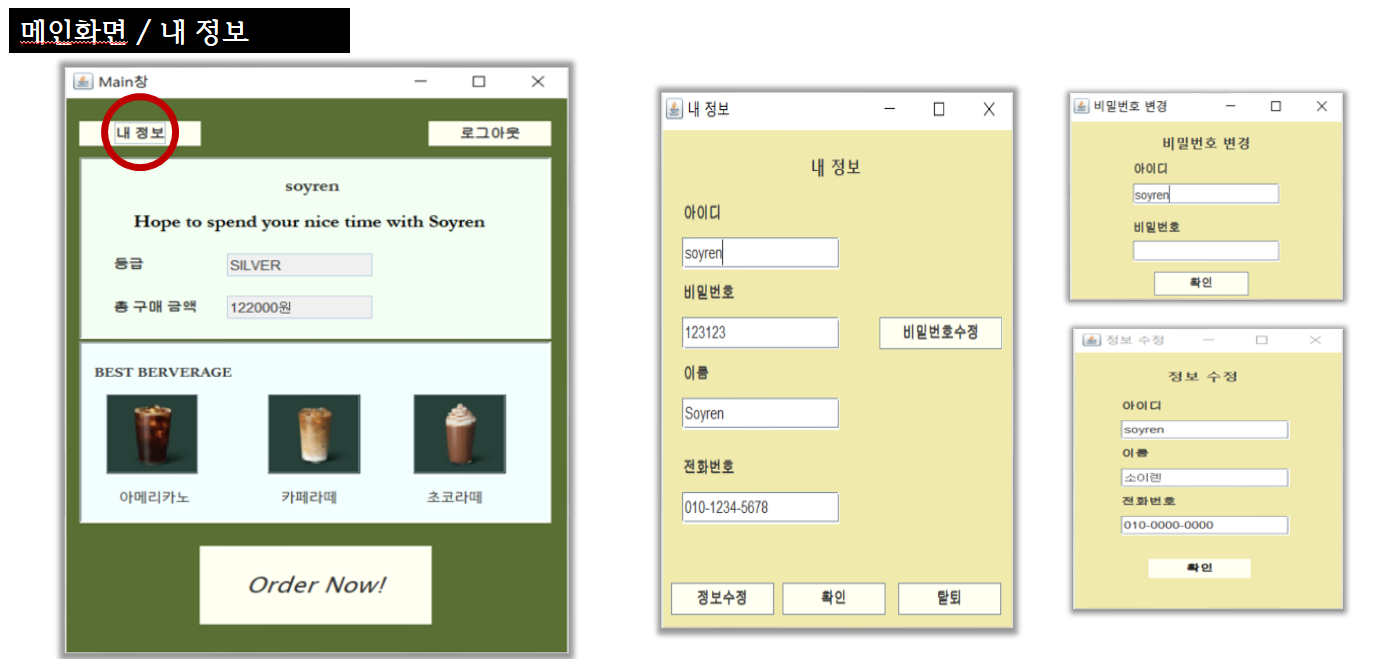 메인화면 / 내 정보
Main창
내 정보
로그아웃
soyren
Hope to spend your nice time with Soyren
등급
SILVER
총 구매 금액
122000원
BEST BERVERAGE
아메리카노
카페라떼
초코라떼
Order Now!
내 정보
내 정보
아이디
soyren
비밀번호
123123
비밀번호수정
이름
Soyren
전화번호
010-1234-5678
정보수정
확인
탈퇴
비밀번호 변경
비밀번호 변경
아이디
soyren
비밀번호
확인
정보 수정
정보 수정
아이디
soyren
이름
소이렌
전화번호
010-0000-0000
확인